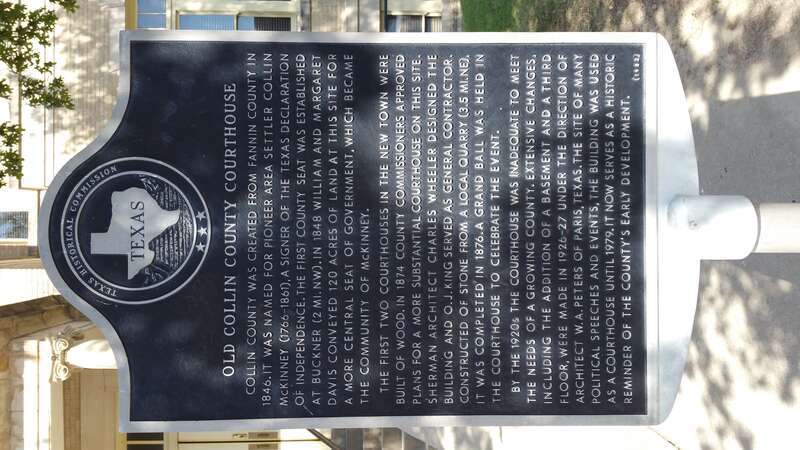 TEXAS HISTORICAL COMMISSION
TEXAS
OLD COLLIN COUNTY COURTHOUSE
COLLIN COUNTY WAS CREATED FROM FANNIN COUNTY IN
1846. IT WAS NAMED FOR PIONEER AREA SETTLER COLLIN
McKINNEY (1766-1861), A SIGNER OF THE TEXAS DECLARATION
OF INDEPENDENCE. THE FIRST COUNTY SEAT WAS ESTABLISHED
AT BUCKNER (2 MI. NW). IN 1848 WILLIAM AND MARGARET
DAVIS CONVEYED 120 ACRES OF LAND AT THIS SITE FOR
A MORE CENTRAL SEAT OF GOVERNMENT, WHICH BECAME
THE COMMUNITY OF McKINNEY.
THE FIRST TWO COURTHOUSES IN THE NEW TOWN WERE
BUILT OF WOOD. IN 1874 COUNTY COMMISSIONERS APPROVED
PLANS FOR A MORE SUBSTANTIAL COURTHOUSE ON THIS SITE.
SHERMAN ARCHITECT CHARLES WHEELER DESIGNED THE
BUILDING AND O. J. KING SERVED AS GENERAL CONTRACTOR.
CONSTRUCTED OF STONE FROM A LOCAL QUARRY (3.5 MI. NE),
IT WAS COMPLETED IN 1876. A GRAND BALL WAS HELD IN
THE COURTHOUSE TO CELEBRATE THE EVENT.
BY THE 1920s THE COURTHOUSE WAS INADEQUATE TO MEET
THE NEEDS OF A GROWING COUNTY. EXTENSIVE CHANGES,
INCLUDING THE ADDITION OF A BASEMENT AND A THIRD
FLOOR, WERE MADE IN 1926-27 UNDER THE DIRECTION OF
ARCHITECT W. A. PETERS OF PARIS, TEXAS. THE SITE OF MANY
POLITICAL SPEECHES AND EVENTS, THE BUILDING WAS USED
AS A COURTHOUSE UNTIL 1979. IT NOW SERVES AS A HISTORIC
REMINDER OF THE COUNTY'S EARLY DEVELOPMENT.
(1982)